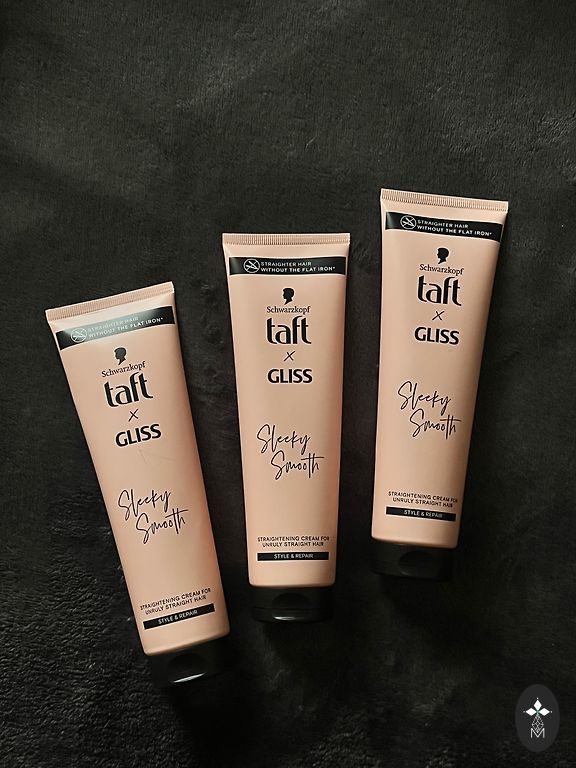 STRAIGHTER HAIR
WITHOUT THE FLAT IRON*
Schwarzkopf
taft
X
GLISS
Sleeky
Smooth
STRAIGHTENING CREAM FOR
UNRULY STRAIGHT HAIR
STYLE & REPAIR
STRAIGHTER HAIR
WITHOUT THE FLAT IRON*
Schwarzkopf
taft
X
GLISS
Sleeky
Smooth
STRAIGHTENING CREAM FOR
UNRULY STRAIGHT HAIR
STYLE & REPAIR
STRAIGHTER HAIR
WITHOUT THE FLAT IRON*
Schwarzkopf
taft
X
GLISS
Sleeky
Smooth
STRAIGHTENING CREAM FOR
UNRULY STRAIGHT HAIR
STYLE & REPAIR
M